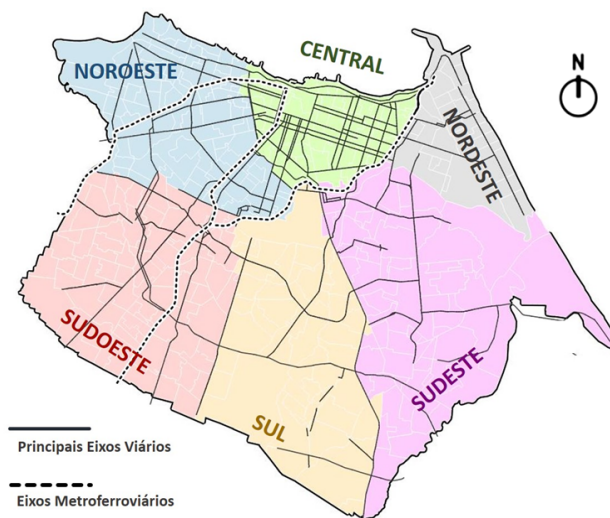 CENTRAL
NOROESTE
N
NORDESTE
SUDOESTE
SUDESTE
SUL
Principais Eixos Viários
Eixos Metroferroviários